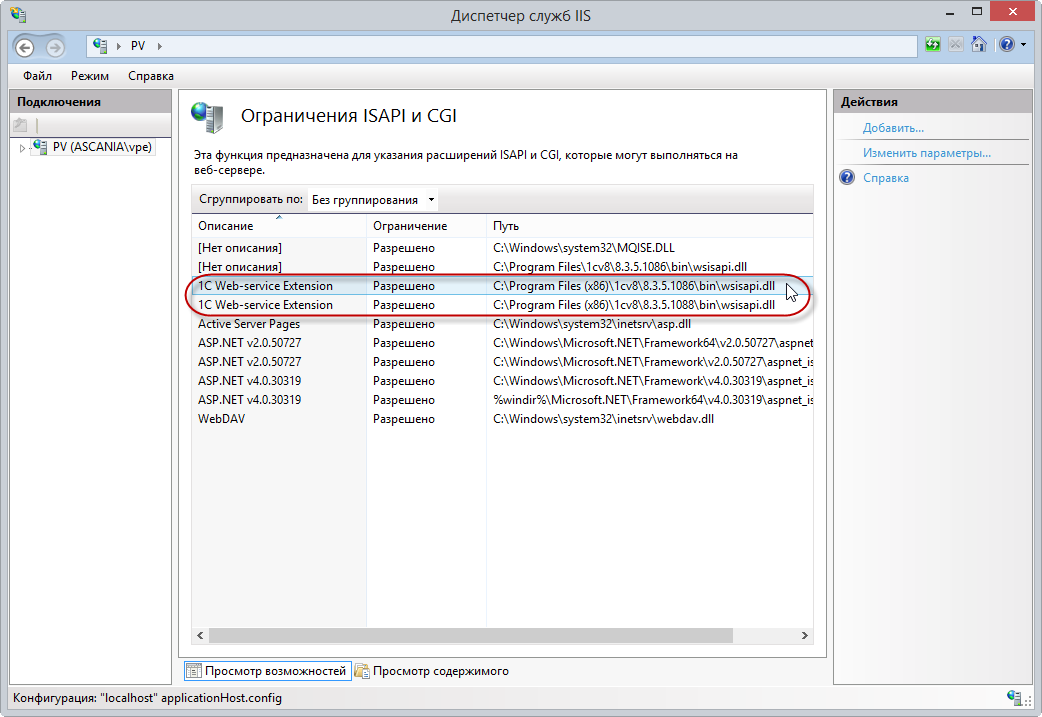 Диспетчер служб IIS
PV
Файл Режим Справка
Подключения
PV (ASCANIA\vpe)
Ограничения ISAPI и CGI
Эта функция предназначена для указания расширений ISAPI и CGI, которые могут выполняться на
веб-сервере.
Сгруппировать по: Без группирования
Описание Ограничение Путь
[Нет описания] Разрешено C:\Windows\system32\MQISE.DLL
[Нет описания] Разрешено C:\Program Files\1cv8\8.3.5.1086\bin\wsisapi.dll
1C Web-service Extension Разрешено C:\Program Files (x86)\1cv8\8.3.5.1086\bin\wsisapi.dll
1C Web-service Extension Разрешено C:\Program Files (x86)\1cv8\8.3.5.1088\bin\wsisapi.dll
Active Server Pages Разрешено C:\Windows\system32\inetsrv\asp.dll
ASP.NET v2.0.50727 Разрешено C:\Windows\Microsoft.NET\Framework64\v2.0.50727\aspnet
ASP.NET v2.0.50727 Разрешено C:\Windows\Microsoft.NET\Framework\v2.0.50727\aspnet_is
ASP.NET v4.0.30319 Разрешено C:\Windows\Microsoft.NET\Framework\v4.0.30319\aspnet_is
ASP.NET v4.0.30319 Разрешено %windir%\Microsoft.NET\Framework64\v4.0.30319\aspnet_is
WebDAV Разрешено C:\Windows\system32\inetsrv\webdav.dll
Просмотр возможностей Просмотр содержимого
Действия
Добавить...
Изменить параметры...
Справка
Конфигурация: "localhost" applicationHost.config